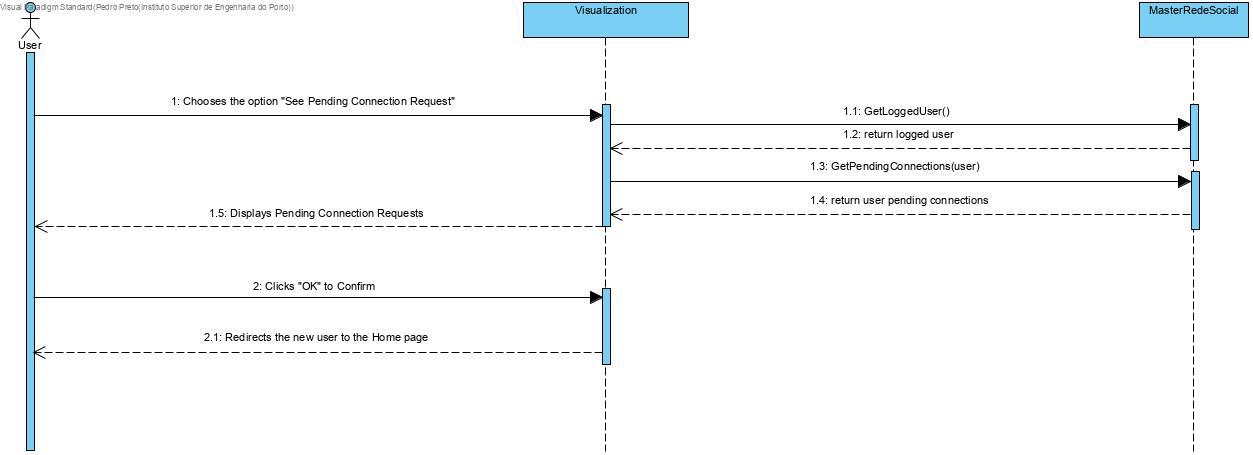 Visual Paradigm Standard(Pedro Preto(Instituto Superior de Engenharia do Porto))
User
Visualization
MasterRedeSocial
1: Chooses the option "See Pending Connection Request"
1.1: GetLoggedUser()
1.2: return logged user
1.3: GetPendingConnections(user)
1.4: return user pending connections
1.5: Displays Pending Connection Requests
2: Clicks "OK" to Confirm
2.1: Redirects the new user to the Home page